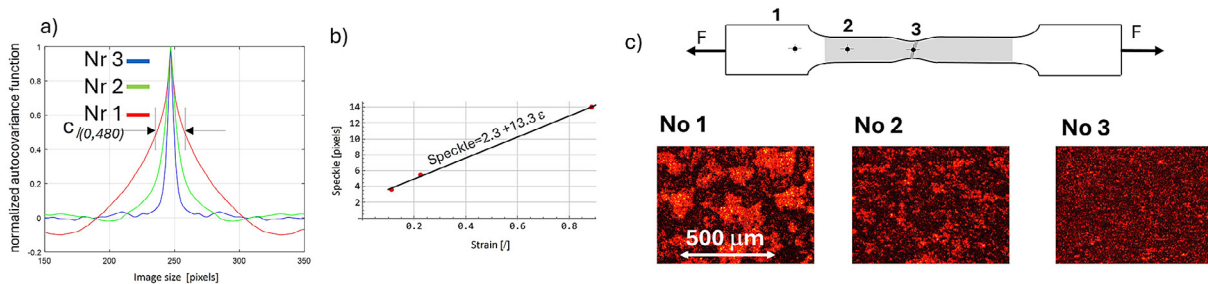 a)
normalized autocovariance function
Nr 3
Nr 2
Nr 1
c /(0,480)
1
0.8
0.6
0.4
0.2
0
-0.2
150 200 250 300 350
Image size [pixels]
b)
Speckle [pixels]
14
12
10
8
6
4
2
Speckle=2.3 +13.3 ε
0.2 0.4 0.6 0.8
Strain [/]
c)
1 2 3
F F
No 1 No 2 No 3
500 µm